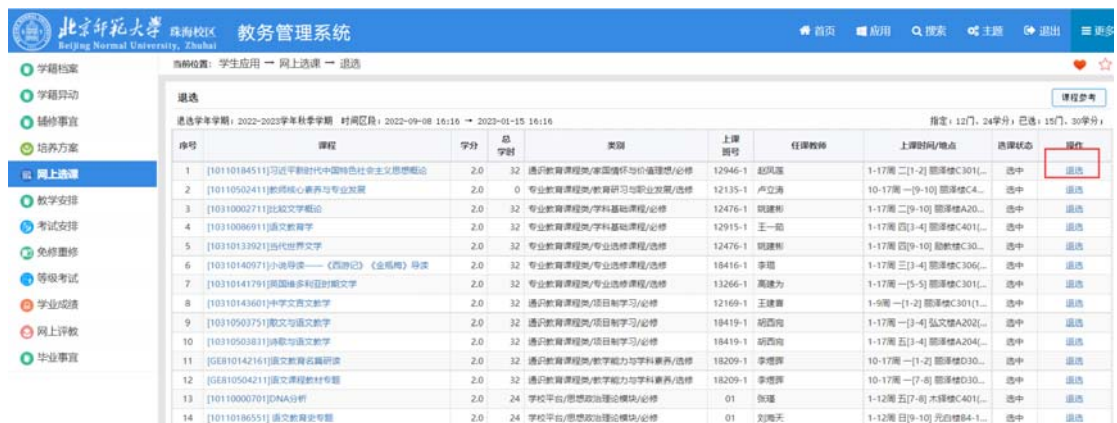 北京师范大学 珠海校区 教务管理系统
Beijing Normal University, Zhuhai
首页 应用 搜索 主题 退出 更多
学籍档案
学籍异动
辅修事宜
培养方案
网上选课
教学安排
考试安排
免修重修
等级考试
学业成绩
网上评教
毕业事宜
当前位置：学生应用 → 网上选课 → 退选
退选 课程参考
退选学年学期：2022-2023学年秋季学期 时间区段：2022-09-08 16:16 → 2023-01-15 16:16 指定：12门、24学分；已选：15门、30学分；
序号 课程 学分 总学时 类别 上课班号 任课教师 上课时间/地点 选课状态 操作
1 [10110184511]习近平新时代中国特色社会主义思想概论 2.0 32 通识教育课程类/家国情怀与价值理想/必修 12946-1 1-17周 二[1-2] 丽泽楼C301(... 选中 退选
2 [10110502411]教师核心素养与专业发展 2.0 0 专业教育课程类/教育研习与职业发展/选修 12135-1 卢立涛 10-17周 一[9-10] 丽泽楼C4... 选中 退选
3 [10310002711]比较文学概论 2.0 32 专业教育课程类/学科基础课程/必修 12476-1 姚建彬 1-17周 二[9-10] 丽泽楼A20... 选中 退选
4 [10310086911]语文教育学 2.0 32 专业教育课程类/学科基础课程/必修 12915-1 1-17周 四[3-4] 丽泽楼C401(... 选中 退选
5 [10310133921]当代世界文学 2.0 32 专业教育课程类/专业选修课程/选修 12476-1 姚建彬 1-17周 四[9-10] 励教楼C30... 选中 退选
6 [10310140971]小说导读——《西游记》《金瓶梅》导读 2.0 32 专业教育课程类/专业选修课程/选修 18416-1 1-17周 三[3-4] 丽泽楼C306(... 选中 退选
7 [10310141791]英国维多利亚时期文学 2.0 32 专业教育课程类/专业选修课程/选修 13266-1 高建为 1-17周 一[5-5] 丽泽楼C301(... 选中 退选
8 [10310143601]中学文言文教学 2.0 32 通识教育课程类/项目制学习/必修 12169-1 1-9周 一[1-2] 丽泽楼C301(1... 选中 退选
9 [10310503751]散文与语文教学 2.0 32 通识教育课程类/项目制学习/必修 18419-1 1-17周 一[3-4] 弘文楼A202(... 选中 退选
10 [10310503831]诗歌与语文教学 2.0 32 通识教育课程类/项目制学习/必修 18419-1 1-17周 五[3-4] 丽泽楼A204(... 选中 退选
11 [GE810142161]语文教育名篇研读 2.0 32 通识教育课程类/教学能力与学科素养/选修 18209-1 李煜晖 10-17周 一[1-2] 丽泽楼D30... 选中 退选
12 [GE810504211]语文课程教材专题 2.0 32 通识教育课程类/教学能力与学科素养/选修 18209-1 李煜晖 10-17周 一[7-8] 丽泽楼D30... 选中 退选
13 [10110000701]DNA分析 2.0 24 学校平台/思想政治理论模块/必修 01 张瑾 1-12周 五[7-8] 木铎楼C401(... 选中 退选
14 [10110186551] 语文教育史专题 2.0 24 学校平台/思想政治理论模块/必修 01 刘海天 1-12周 日[9-10] 元白楼B4-1... 选中 退选